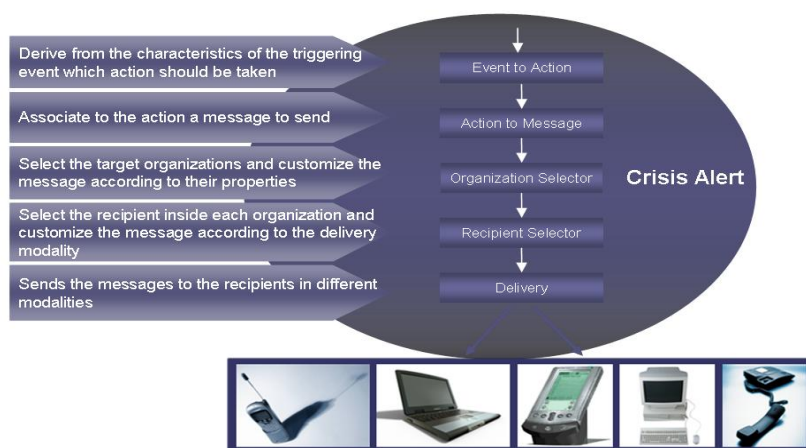 Derive from the characteristics of the triggering
event which action should be taken
Event to Action
Associate to the action a message to send
Action to Message
Select the target organizations and customize the
message according to their properties
Organization Selector
Crisis Alert
Select the recipient inside each organization and
customize the message according to the delivery
modality
Recipient Selector
Sends the messages to the recipients in different
modalities
Delivery